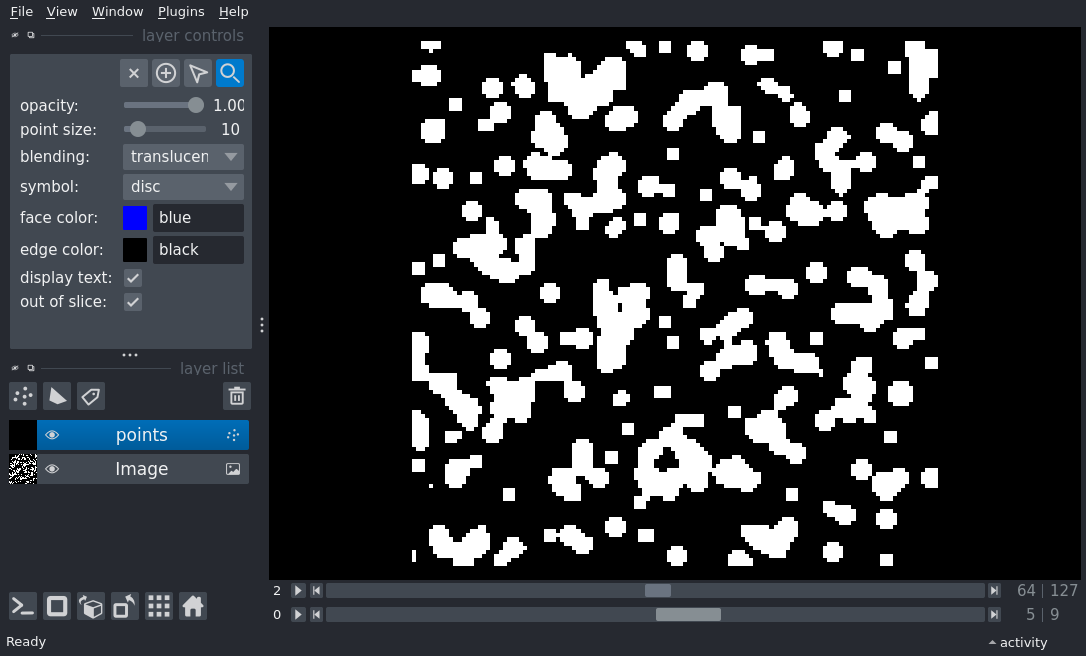 File View Window Plugins Help
layer controls
opacity: 1.00
point size: 10
blending: translucen
symbol: disc
face color: blue
edge color: black
display text:
out of slice:
layer list
points
Image
2 64 | 127
0 5 | 9
Ready activity